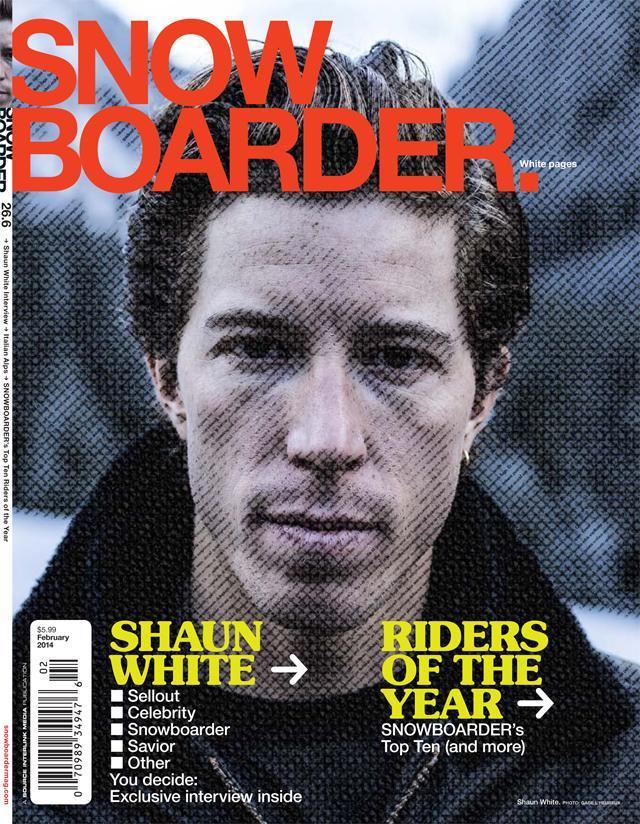 SNOW
BOARDER.
White pages
26.6
→ Shaun White Interview → Italian Alps → SNOWBOARDER's Top Ten Riders of the Year
snowboardermag.com
$5.99
February
2014
02
0 70989 34947 6
A SOURCE INTERLINK MEDIA PUBLICATION
SHAUN
WHITE →
■ Sellout
■ Celebrity
■ Snowboarder
■ Savior
■ Other
You decide:
Exclusive interview inside
RIDERS
OF THE
YEAR →
SNOWBOARDER's
Top Ten (and more)
Shaun White. PHOTO: